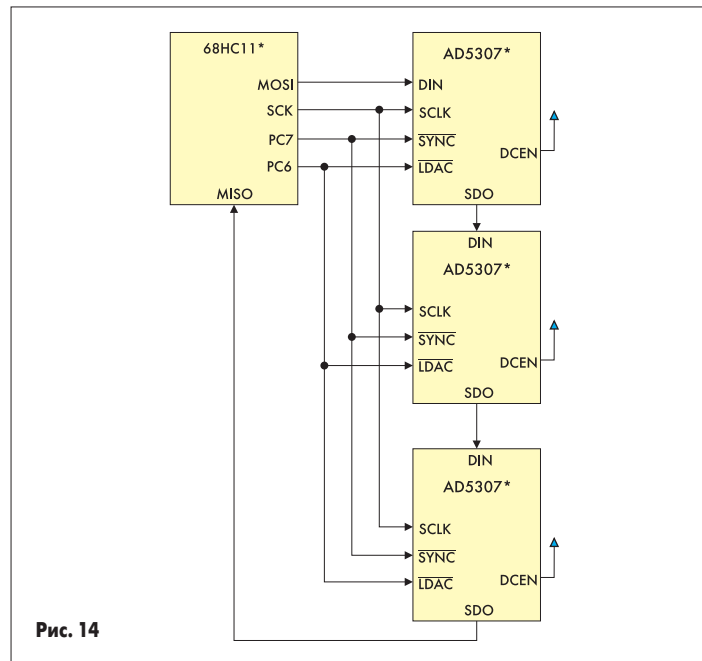 68HC11*
MOSI
SCK
PC7
PC6
MISO
AD5307*
DIN
SCLK
SYNC
LDAC
DCEN
SDO
DIN
AD5307*
SCLK
SYNC
LDAC
DCEN
SDO
DIN
AD5307*
SCLK
SYNC
LDAC
DCEN
SDO
Рис. 14